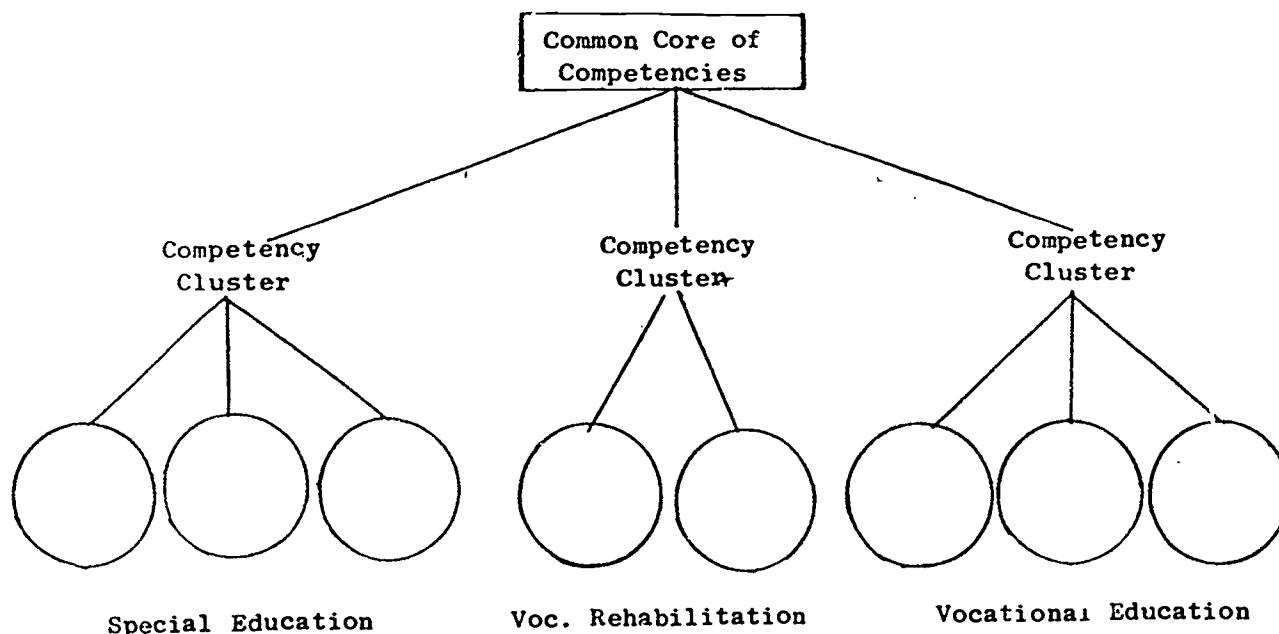 Common Core of
Competencies
Competency
Cluster
Competency
Cluster
Competency
Cluster
Special Education
Voc. Rehabilitation
Vocational Education